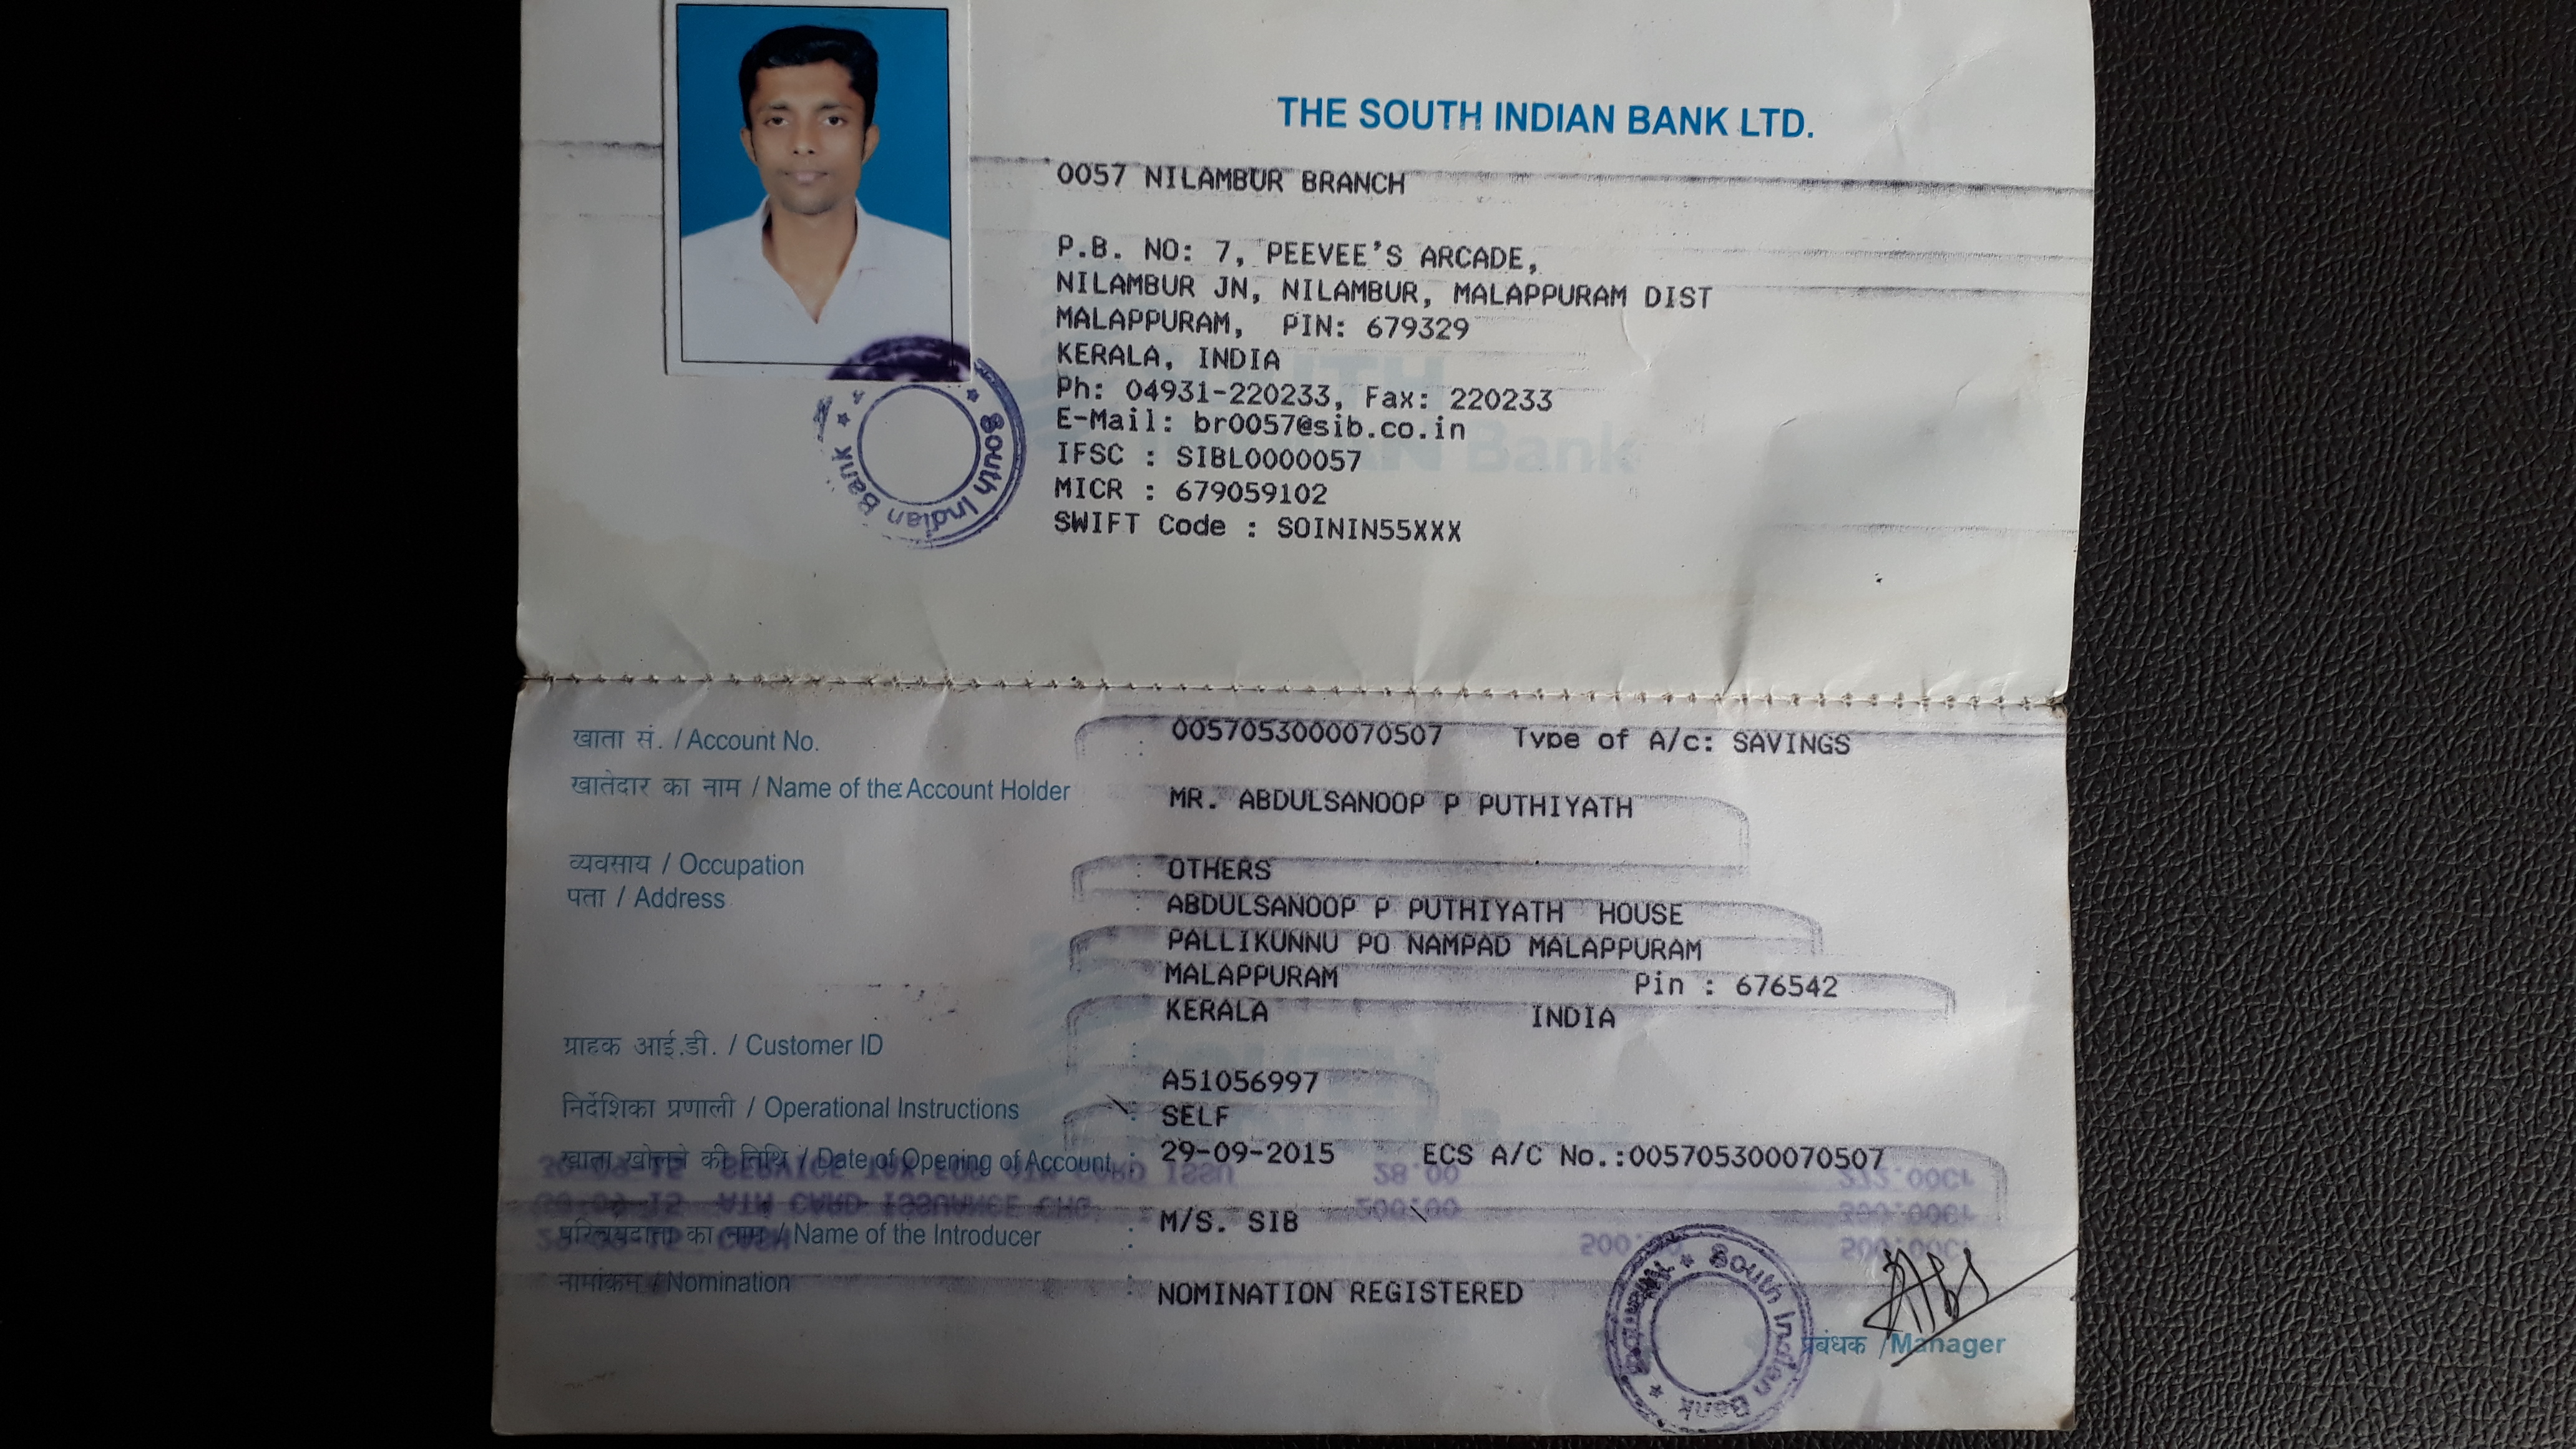 THE SOUTH INDIAN BANK LTD.
0057 NILAMBUR BRANCH
P.B. NO: 7, PEEVE'S ARCADE,
NILAMBUR JN, NILAMBUR, MALAPPURAM DIST
MALAPPURAM, PIN: 679329
KERALA, INDIA
Ph: 04931-220233, Fax: 220233
E-Mail: br0057@sib.co.in
IFSC : SIBL0000057
MICR : 679059102
SWIFT Code : SOININ55XXX
South Indian Bank
खाता सं. / Account No. : 0057053000070507 Type of A/c: SAVINGS
खातेदार का नाम / Name of the Account Holder MR. ABDULSANOOP P PUTHIYATH
व्यवसाय / Occupation : OTHERS
पता / Address : ABDULSANOOP P PUTHIYATH HOUSE
PALLIKUNNU PO NAMPAD MALAPPURAM
MALAPPURAM Pin : 676542
KERALA INDIA
ग्राहक आई.डी. / Customer ID : A51056997
निर्देशिका प्रणाली / Operational Instructions : SELF
खाता खोलने की तिथि / Date of Opening of Account : 29-09-2015 ECS A/C No.:0057053000070507
का नाम / Name of the Introducer : M/S. SIB
नामांकन / Nomination : NOMINATION REGISTERED
South Indian Bank
प्रबंधक / Manager